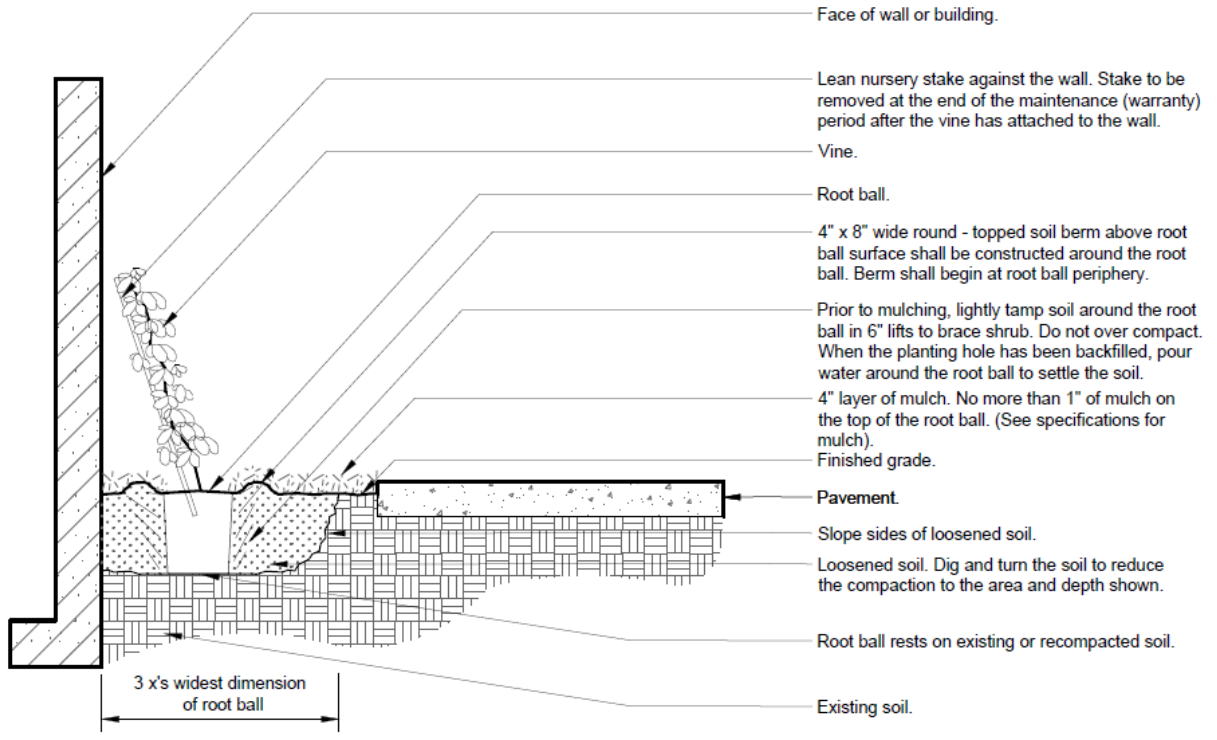 Face of wall or building.
Lean nursery stake against the wall. Stake to be
removed at the end of the maintenance (warranty)
period after the vine has attached to the wall.
Vine.
Root ball.
4" x 8" wide round - topped soil berm above root
ball surface shall be constructed around the root
ball. Berm shall begin at root ball periphery.
Prior to mulching, lightly tamp soil around the root
ball in 6" lifts to brace shrub. Do not over compact.
When the planting hole has been backfilled, pour
water around the root ball to settle the soil.
4" layer of mulch. No more than 1" of mulch on
the top of the root ball. (See specifications for
mulch).
Finished grade.
Pavement.
Slope sides of loosened soil.
Loosened soil. Dig and turn the soil to reduce
the compaction to the area and depth shown.
Root ball rests on existing or recompacted soil.
Existing soil.
3 x's widest dimension
of root ball